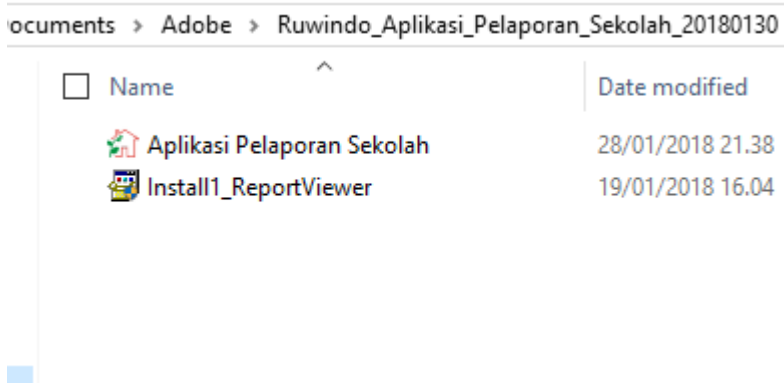 ocuments > Adobe > Ruwindo_Aplikasi_Pelaporan_Sekolah_20180130
Name Date modified
Aplikasi Pelaporan Sekolah 28/01/2018 21.38
Install1_ReportViewer 19/01/2018 16.04